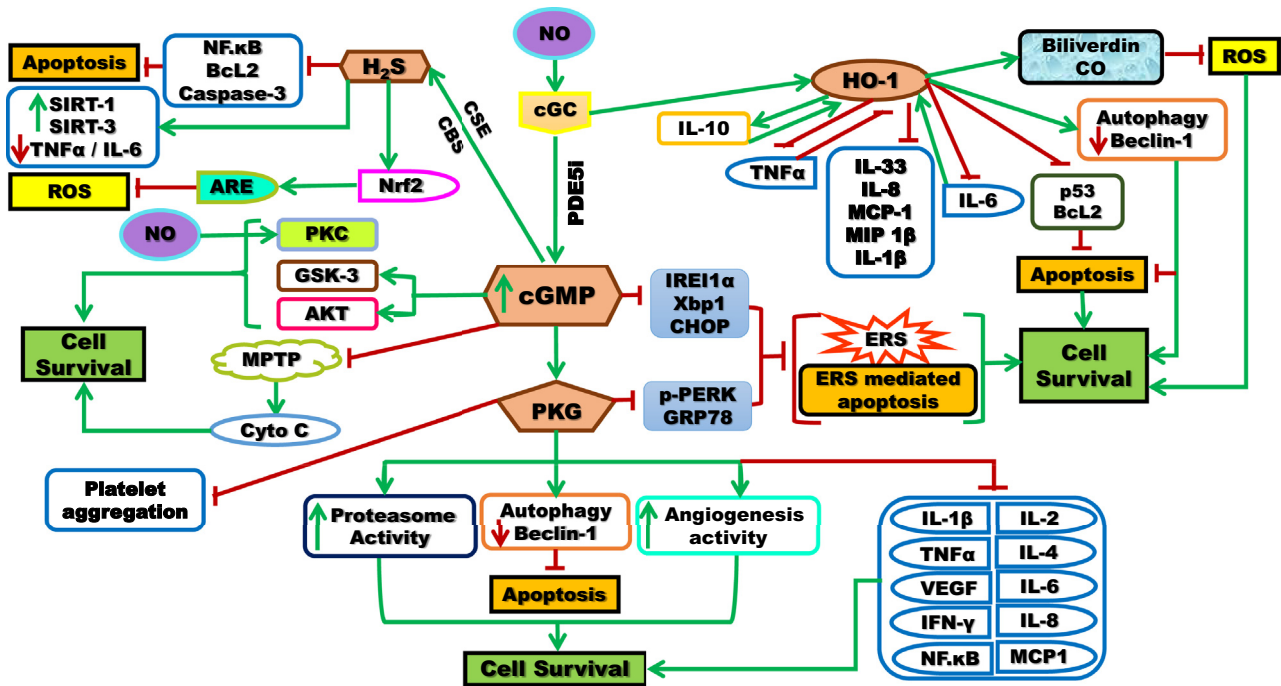 NO
Apoptosis
NF.κB
BcL2
Caspase-3
H₂S
SIRT-1
SIRT-3
TNFα / IL-6
CSE
CBS
ROS
ARE
Nrf2
cGC
PDE5i
HO-1
IL-10
TNFα
IL-33
IL-8
MCP-1
MIP 1β
IL-1β
IL-6
Biliverdin
CO
ROS
Autophagy
Beclin-1
p53
BcL2
Apoptosis
Cell
Survival
NO
PKC
GSK-3
AKT
Cell
Survival
MPTP
Cyto C
cGMP
IREI1α
Xbp1
CHOP
ERS
ERS mediated
apoptosis
PKG
p-PERK
GRP78
Platelet
aggregation
Proteasome
Activity
Autophagy
Beclin-1
Angiogenesis
activity
Apoptosis
Cell Survival
IL-1β
IL-2
TNFα
IL-4
VEGF
IL-6
IFN-γ
IL-8
NF.κB
MCP1